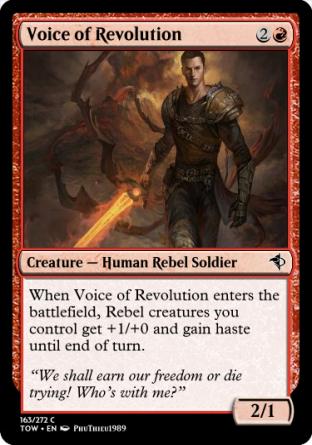 Voice of Revolution 2
Creature — Human Rebel Soldier
When Voice of Revolution enters the
battlefield, Rebel creatures you
control get +1/+0 and gain haste
until end of turn.
“We shall earn our freedom or die
trying! Who's with me?”
2/1
163/272 C
TOW • EN PhuThieu1989